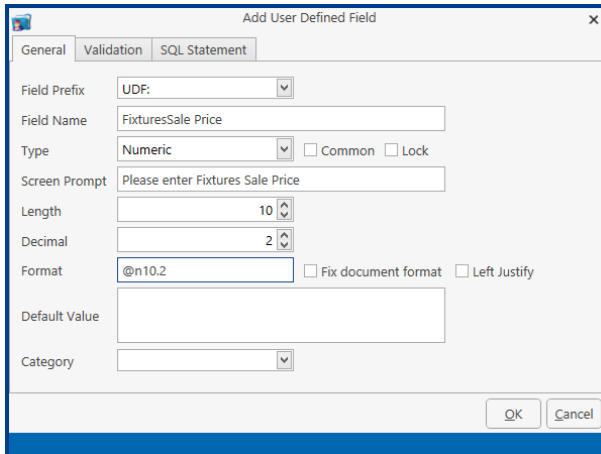 Add User Defined Field
General Validation SQL Statement
Field Prefix UDF:
Field Name FixturesSale Price
Type Numeric Common Lock
Screen Prompt Please enter Fixtures Sale Price
Length 10
Decimal 2
Format @n10.2 Fix document format Left Justify
Default Value
Category
OK Cancel